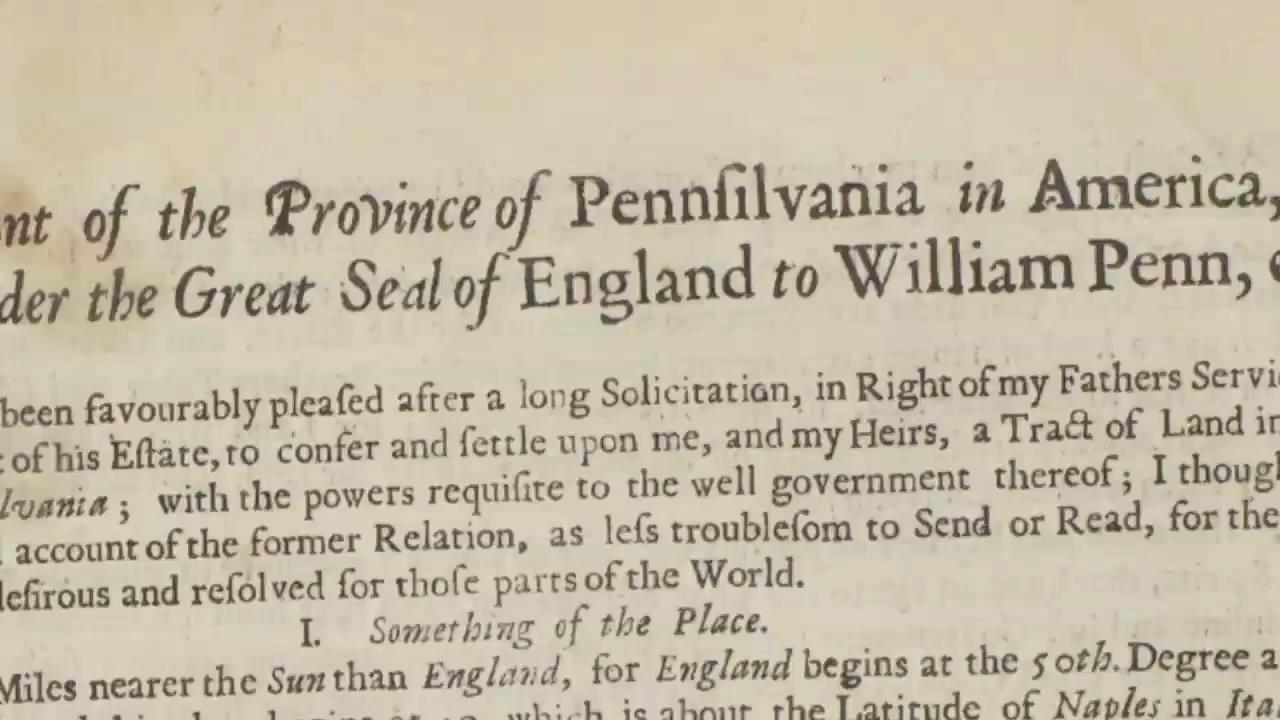 nt of the Province of Pennſilvania in America,
der the Great Seal of England to William Penn,
been favourably pleaſed after a long Solicitation, in Right of my Fathers Servi
of his Eſtate, to confer and ſettle upon me, and my Heirs, a Tract of Land in
lvania; with the powers requiſite to the well government thereof; I though
account of the former Relation, as leſs troubleſom to Send or Read, for the
deſirous and reſolved for thoſe parts of the World.
I. Something of the Place.
Miles nearer the Sun than England, for England begins at the 50th. Degree a
which is about the Latitude of Naples in Ita